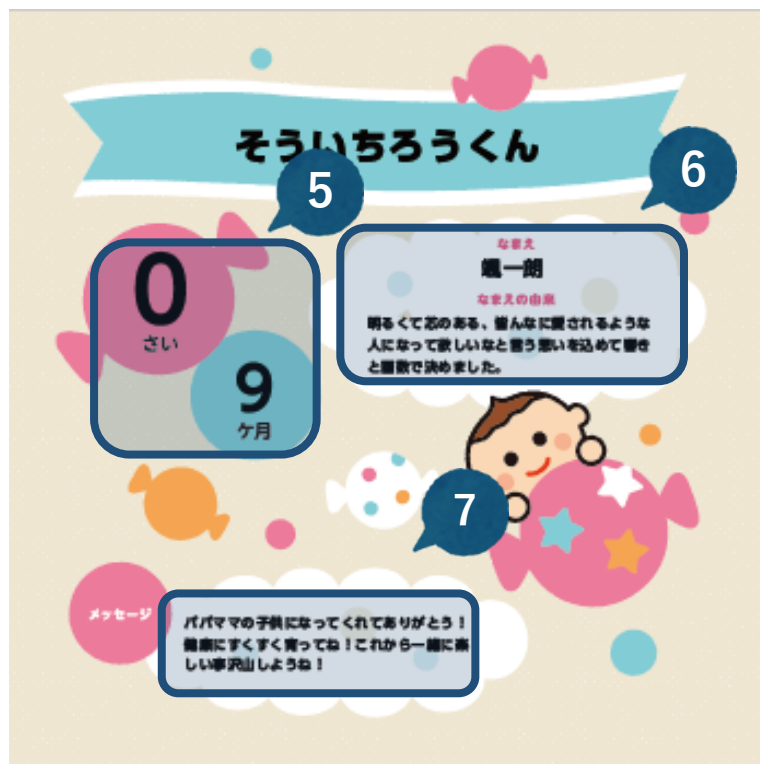 そういちろうくん
5
6
0
さい
9
ケ月
なまえ
颯一朗
なまえの由来
明るくて芯のある、皆んなに愛されるような
人になって欲しいなと言う思いを込めて響き
と画数で決めました。
7
メッセージ
パパママの子供になってくれてありがとう！
健康にすくすく育ってね！これから一緒に楽
しい事沢山しようね！